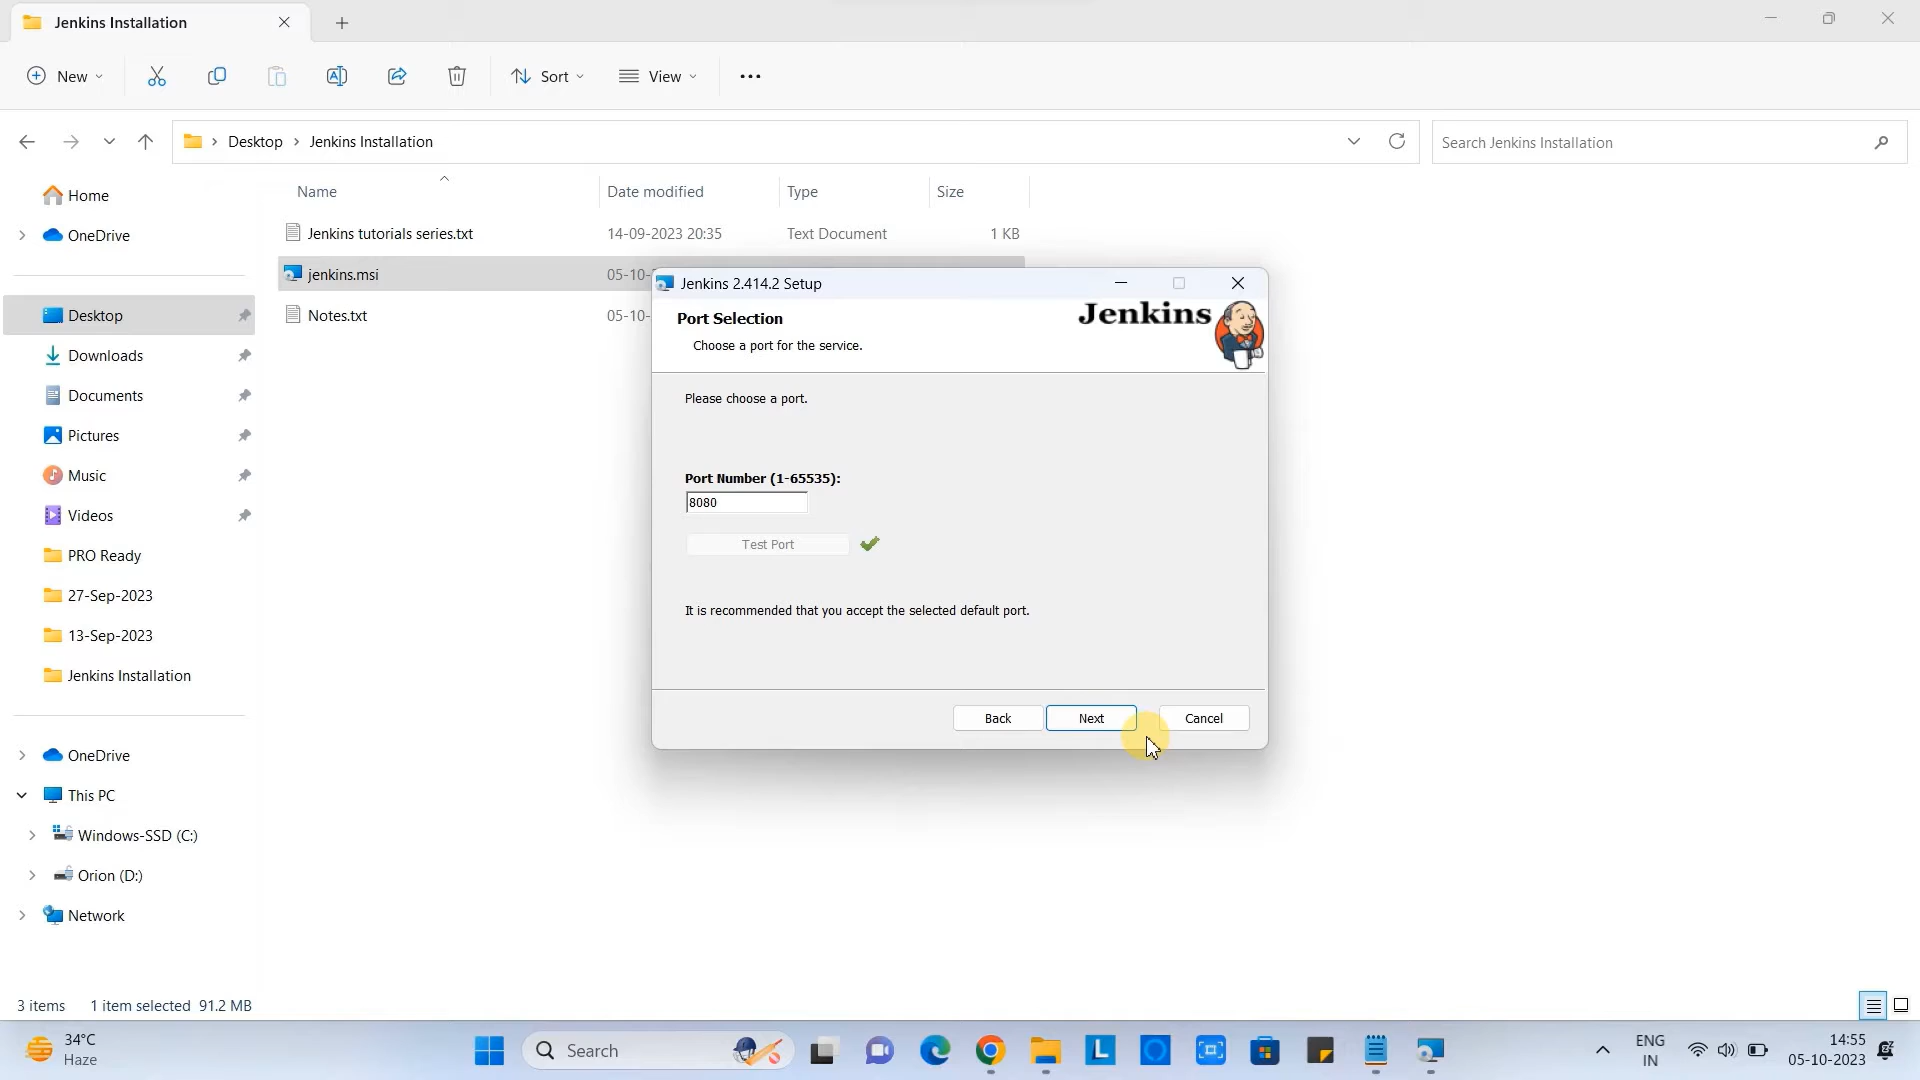 Jenkins Installation
New
Sort
View
Desktop
Jenkins Installation
Search Jenkins Installation
Name
Date modified
Type
Size
Home
OneDrive
Desktop
Downloads
Documents
Pictures
Music
Videos
PRO Ready
27-Sep-2023
13-Sep-2023
Jenkins Installation
OneDrive
This PC
Windows-SSD (C:)
Orion (D:)
Network
Jenkins tutorials series.txt
14-09-2023 20:35
Text Document
1 KB
jenkins.msi
05-10-
Notes.txt
05-10-
Jenkins 2.414.2 Setup
Port Selection
Choose a port for the service.
Jenkins
Please choose a port.
Port Number (1-65535):
8080
Test Port
It is recommended that you accept the selected default port.
Back
Next
Cancel
3 items
1 item selected 91.2 MB
34°C
Haze
Search
L
ENG
IN
14:55
05-10-2023